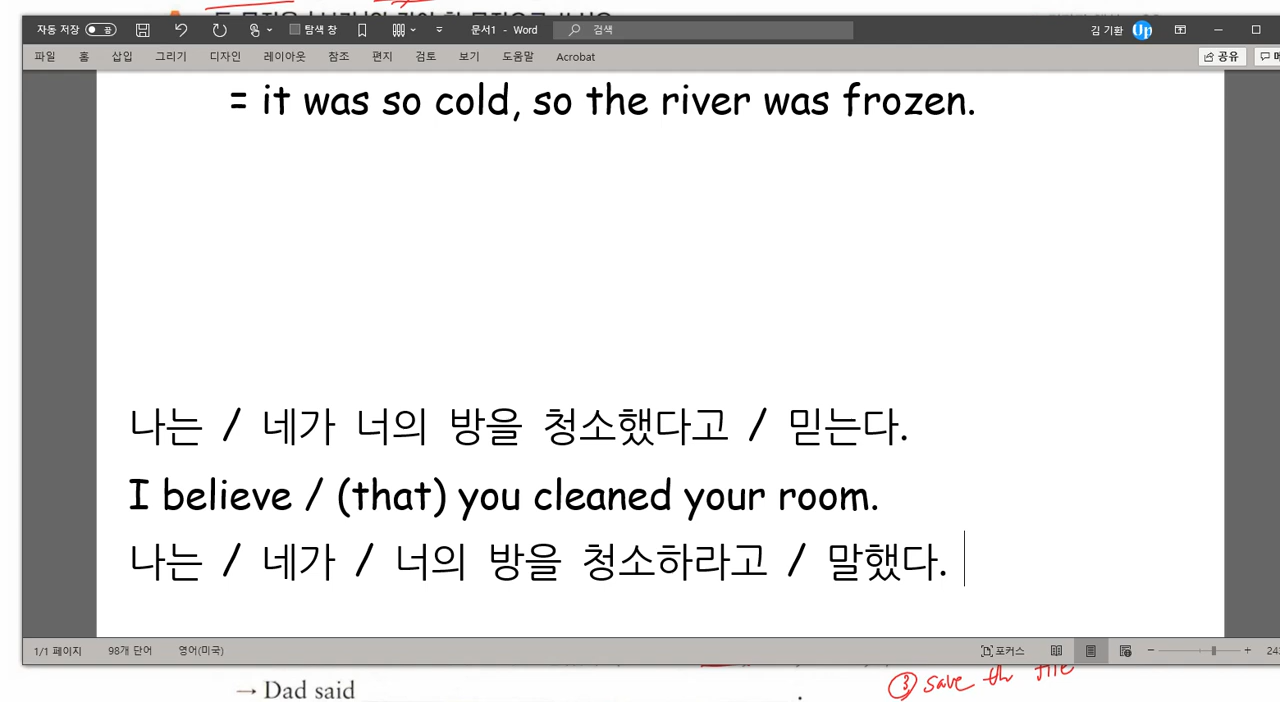 자동 저장 끔 탐색 창 문서1 - Word 검색 김 기환 Up
파일 홈 삽입 그리기 디자인 레이아웃 참조 편지 검토 보기 도움말 Acrobat 공유
= it was so cold, so the river was frozen.
나는 / 네가 너의 방을 청소했다고 / 믿는다.
I believe / (that) you cleaned your room.
나는 / 네가 / 너의 방을 청소하라고 / 말했다.
1/1 페이지 98개 단어 영어(미국) 포커스
→ Dad said . ③ save the file